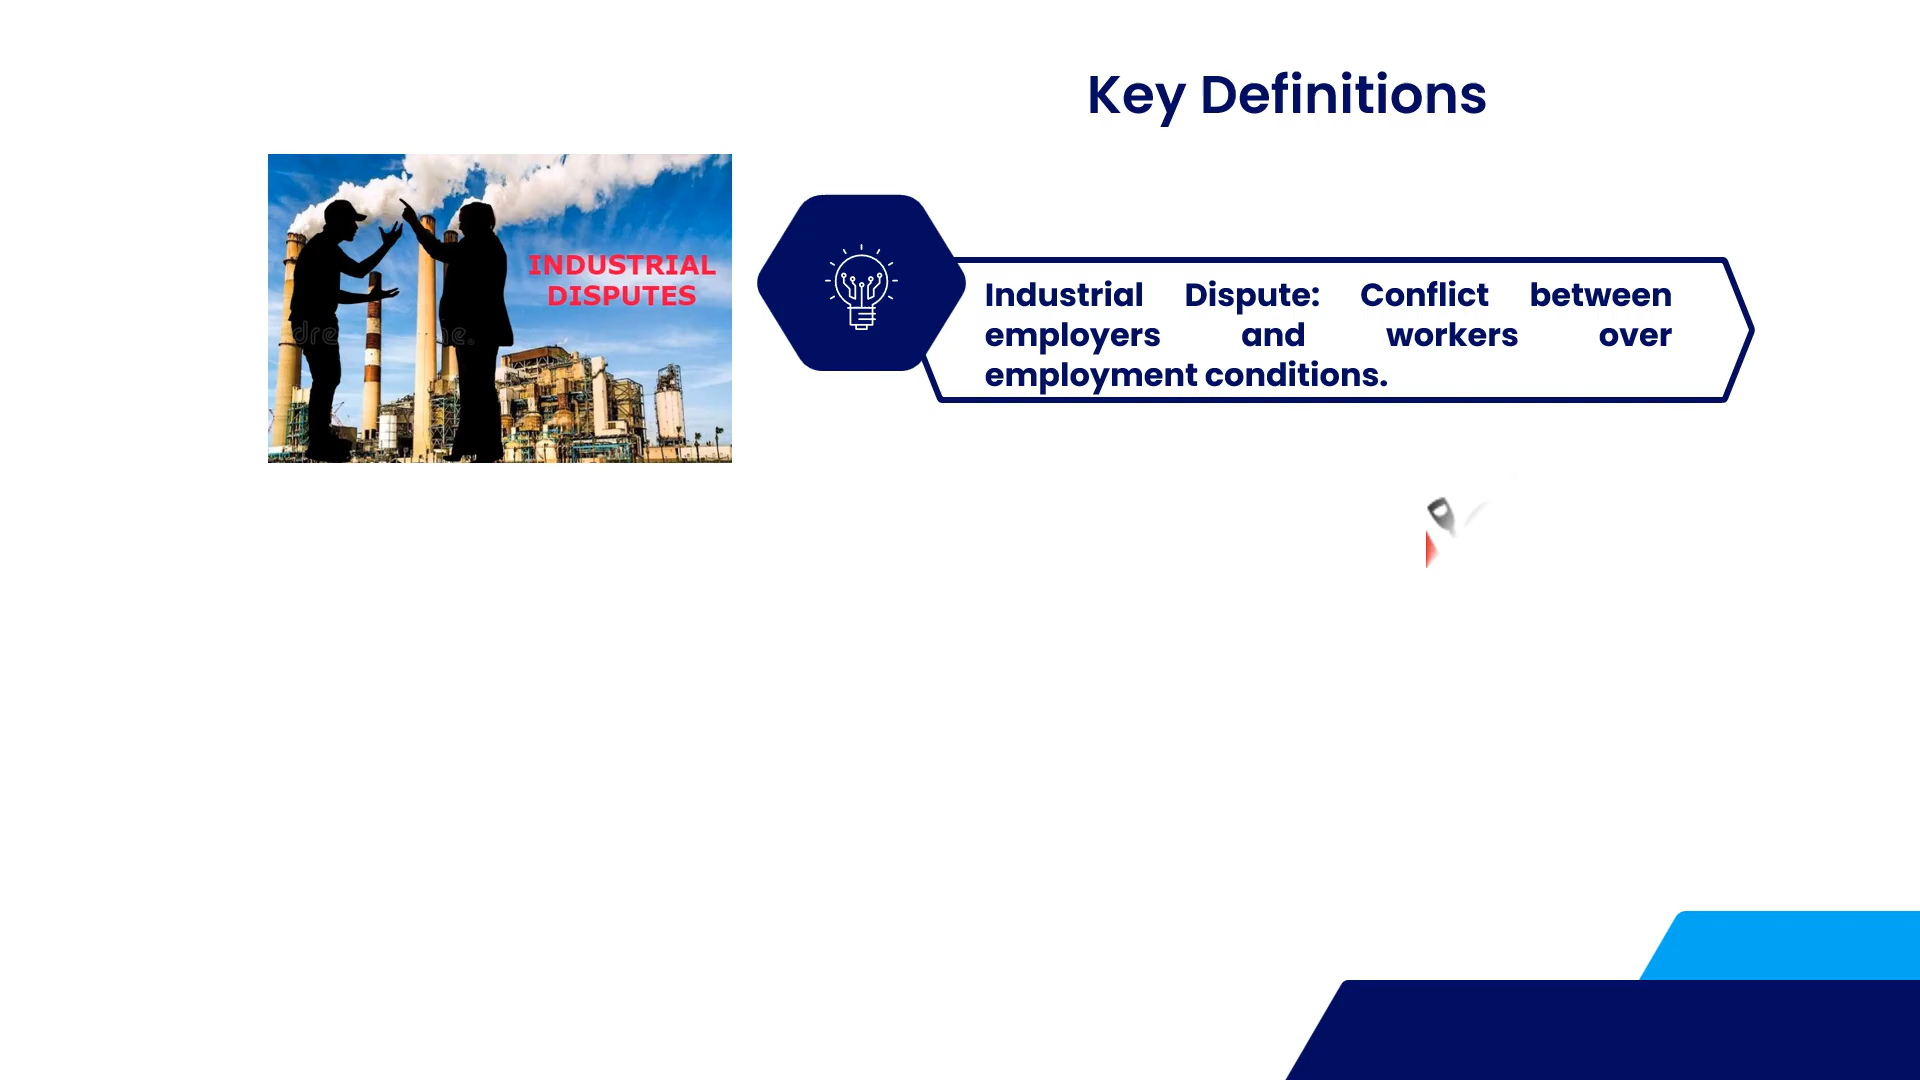 Key Definitions
INDUSTRIAL
DISPUTES
Industrial Dispute: Conflict between
employers and workers over
employment conditions.